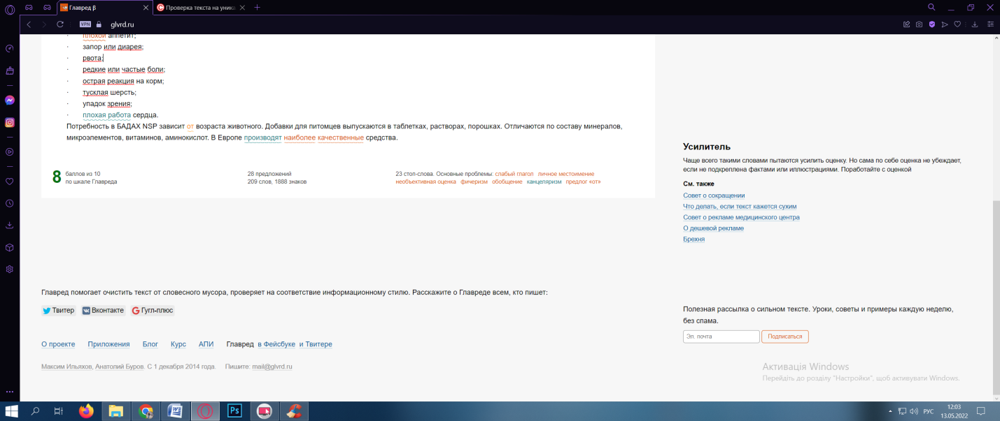 Главред β
Проверка текста на уника
VPN
glvrd.ru
· плохой аппетит;
· запор или диарея;
· рвота;
· редкие или частые боли;
· острая реакция на корм;
· тусклая шерсть;
· упадок зрения;
· плохая работа сердца.
Потребность в БАДАХ NSP зависит от возраста животного. Добавки для питомцев выпускаются в таблетках, растворах, порошках. Отличаются по составу минералов,
микроэлементов, витаминов, аминокислот. В Европе производят наиболее качественные средства.
8 баллов из 10
по шкале Главреда
28 предложений
209 слов, 1888 знаков
23 стоп-слова. Основные проблемы: слабый глагол личное местоимение
необъективная оценка фичеризм обобщение канцеляризм предлог «от»
Усилитель
Чаще всего такими словами пытаются усилить оценку. Но сама по себе оценка не убеждает,
если не подкреплена фактами или иллюстрациями. Поработайте с оценкой
См. также
Совет о сокращении
Что делать, если текст кажется сухим
Совет о рекламе медицинского центра
О дешевой рекламе
Брехня
Главред помогает очистить текст от словесного мусора, проверяет на соответствие информационному стилю. Расскажите о Главреде всем, кто пишет:
Твитер Вконтакте Гугл-плюс
Полезная рассылка о сильном тексте. Уроки, советы и примеры каждую неделю,
без спама.
Эл. почта Подписаться
О проекте Приложения Блог Курс АПИ Главред в Фейсбуке и Твитере
Максим Ильяхов, Анатолий Буров. С 1 декабря 2014 года. Пишите: mail@glvrd.ru
Активація Windows
Перейдіть до розділу "Настройки", щоб активувати Windows.
Ps
РУС
12:03
13.05.2022